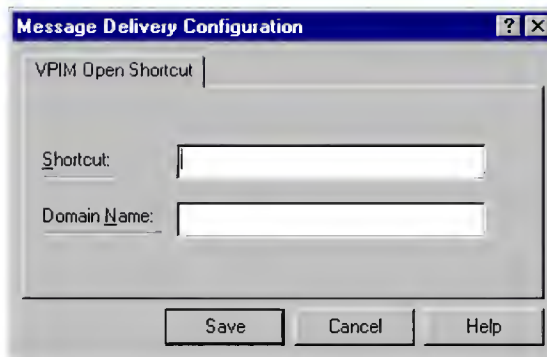 Message Delivery Configuration ? ×
VPIM Open Shortcut
Shortcut:
Domain Name:
Save Cancel Help